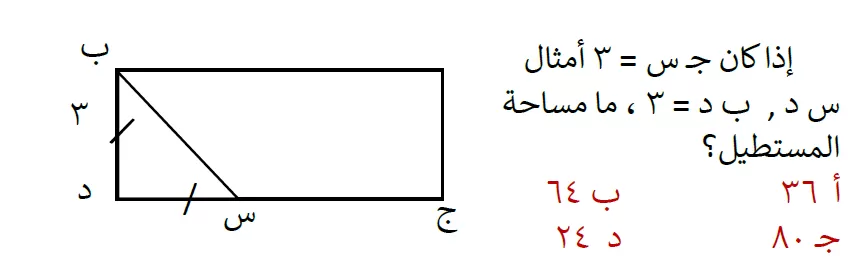 إذا كان جـ س = ٣ أمثال
س د , ب د = ٣ ، ما مساحة
المستطيل؟
أ ٣٦
ب ٦٤
جـ ٨٠
د ٢٤
ب
٣
د
س
ج